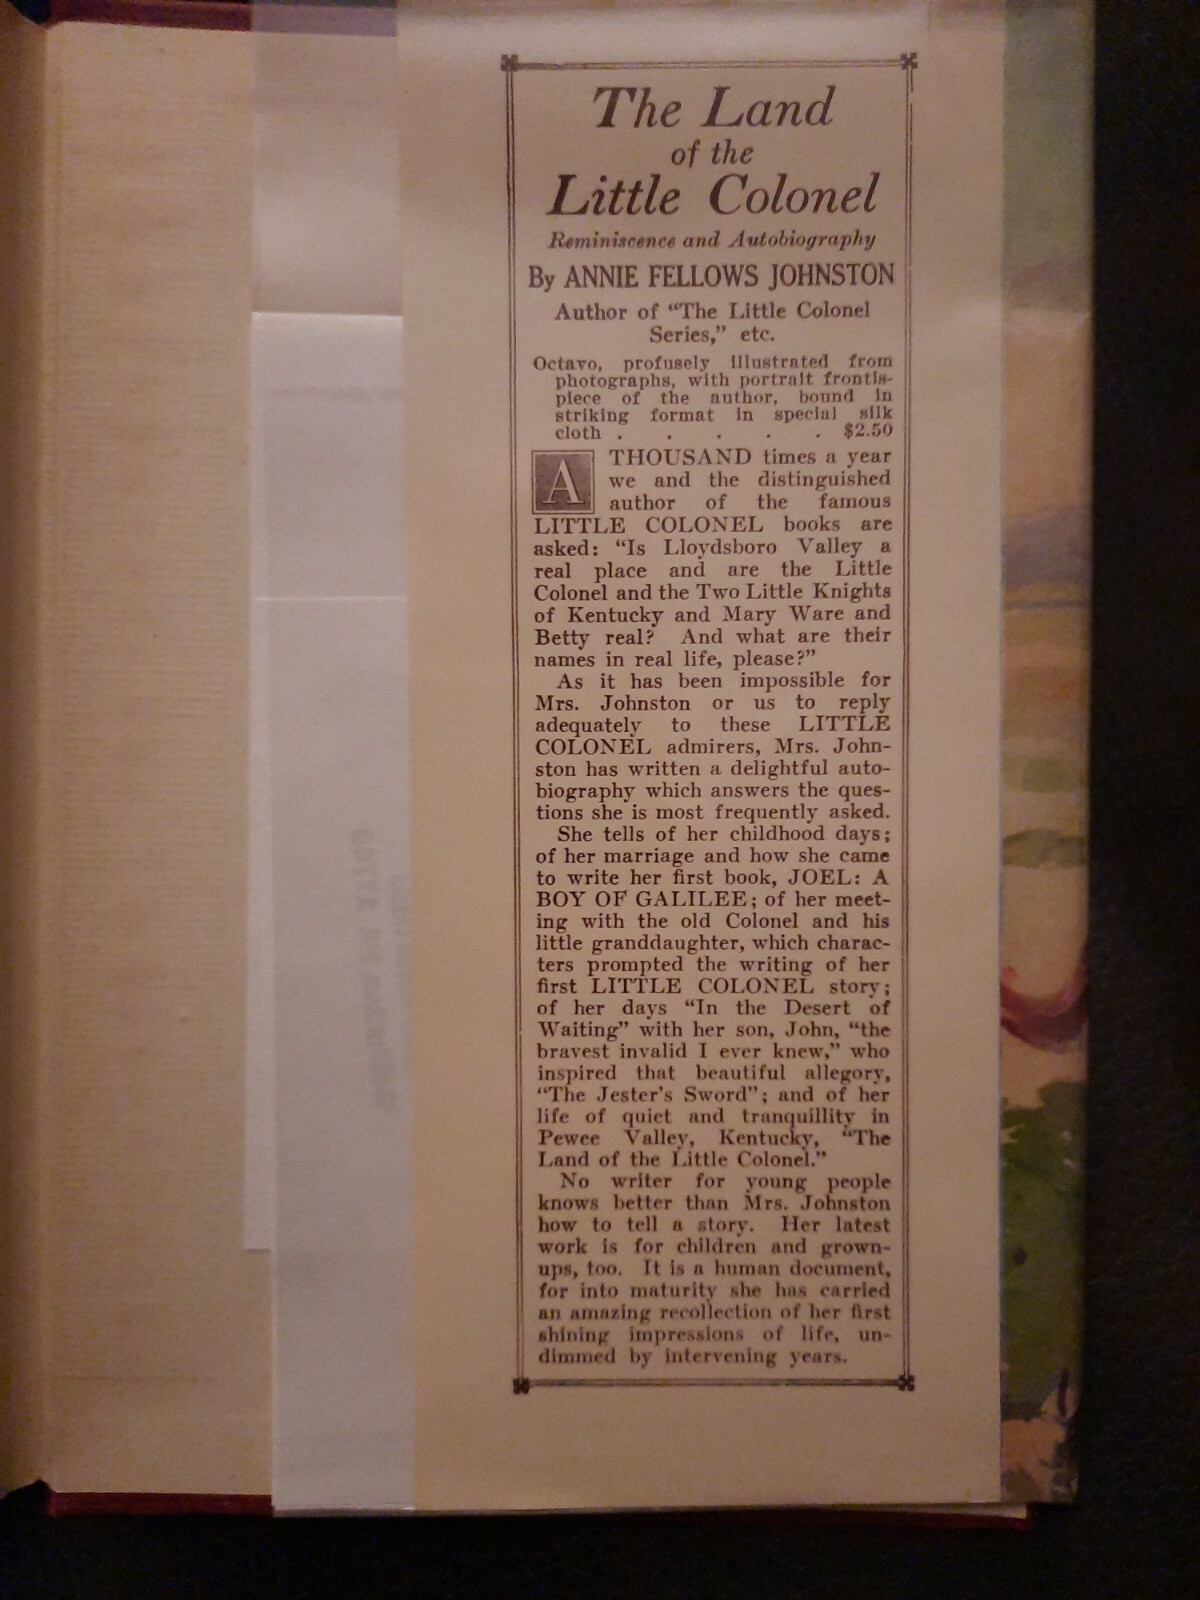 The Land
of the
Little Colonel
Reminiscence and Autobiography
By ANNIE FELLOWS JOHNSTON
Author of “The Little Colonel
Series,” etc.
Octavo, profusely illustrated from
photographs, with portrait frontis-
piece of the author, bound in
striking format in special silk
cloth . . . . . $2.50
A THOUSAND times a year
we and the distinguished
author of the famous
LITTLE COLONEL books are
asked: “Is Lloydsboro Valley a
real place and are the Little
Colonel and the Two Little Knights
of Kentucky and Mary Ware and
Betty real? And what are their
names in real life, please?”
As it has been impossible for
Mrs. Johnston or us to reply
adequately to these LITTLE
COLONEL admirers, Mrs. John-
ston has written a delightful auto-
biography which answers the ques-
tions she is most frequently asked.
She tells of her childhood days;
of her marriage and how she came
to write her first book, JOEL: A
BOY OF GALILEE; of her meet-
ing with the old Colonel and his
little granddaughter, which charac-
ters prompted the writing of her
first LITTLE COLONEL story;
of her days “In the Desert of
Waiting” with her son, John, “the
bravest invalid I ever knew,” who
inspired that beautiful allegory,
“The Jester’s Sword”; and of her
life of quiet and tranquillity in
Pewee Valley, Kentucky, “The
Land of the Little Colonel.”
No writer for young people
knows better than Mrs. Johnston
how to tell a story. Her latest
work is for children and grown-
ups, too. It is a human document,
for into maturity she has carried
an amazing recollection of her first
shining impressions of life, un-
dimmed by intervening years.